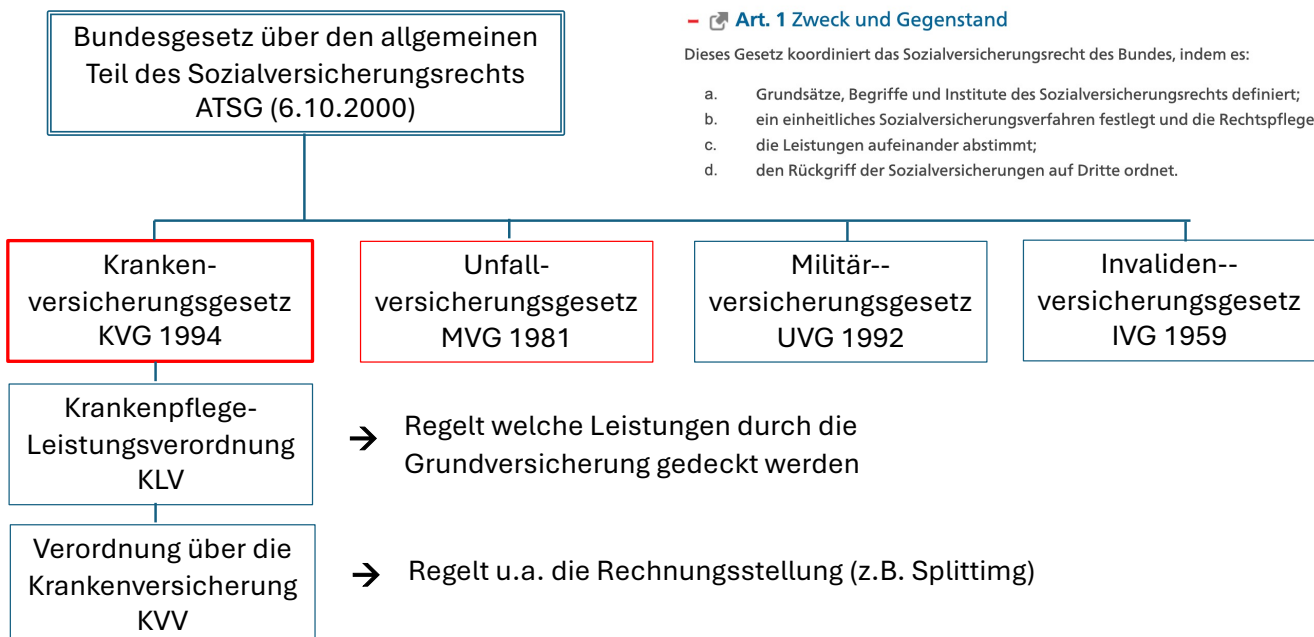 Bundesgesetz über den allgemeinen
Teil des Sozialversicherungsrechts
ATSG (6.10.2000)
– Art. 1 Zweck und Gegenstand
Dieses Gesetz koordiniert das Sozialversicherungsrecht des Bundes, indem es:
a. Grundsätze, Begriffe und Institute des Sozialversicherungsrechts definiert;
b. ein einheitliches Sozialversicherungsverfahren festlegt und die Rechtspflege
c. die Leistungen aufeinander abstimmt;
d. den Rückgriff der Sozialversicherungen auf Dritte ordnet.
Kranken-
versicherungsgesetz
KVG 1994
Unfall-
versicherungsgesetz
MVG 1981
Militär--
versicherungsgesetz
UVG 1992
Invaliden--
versicherungsgesetz
IVG 1959
Krankenpflege-
Leistungsverordnung
KLV
→ Regelt welche Leistungen durch die
Grundversicherung gedeckt werden
Verordnung über die
Krankenversicherung
KVV
→ Regelt u.a. die Rechnungsstellung (z.B. Splittimg)